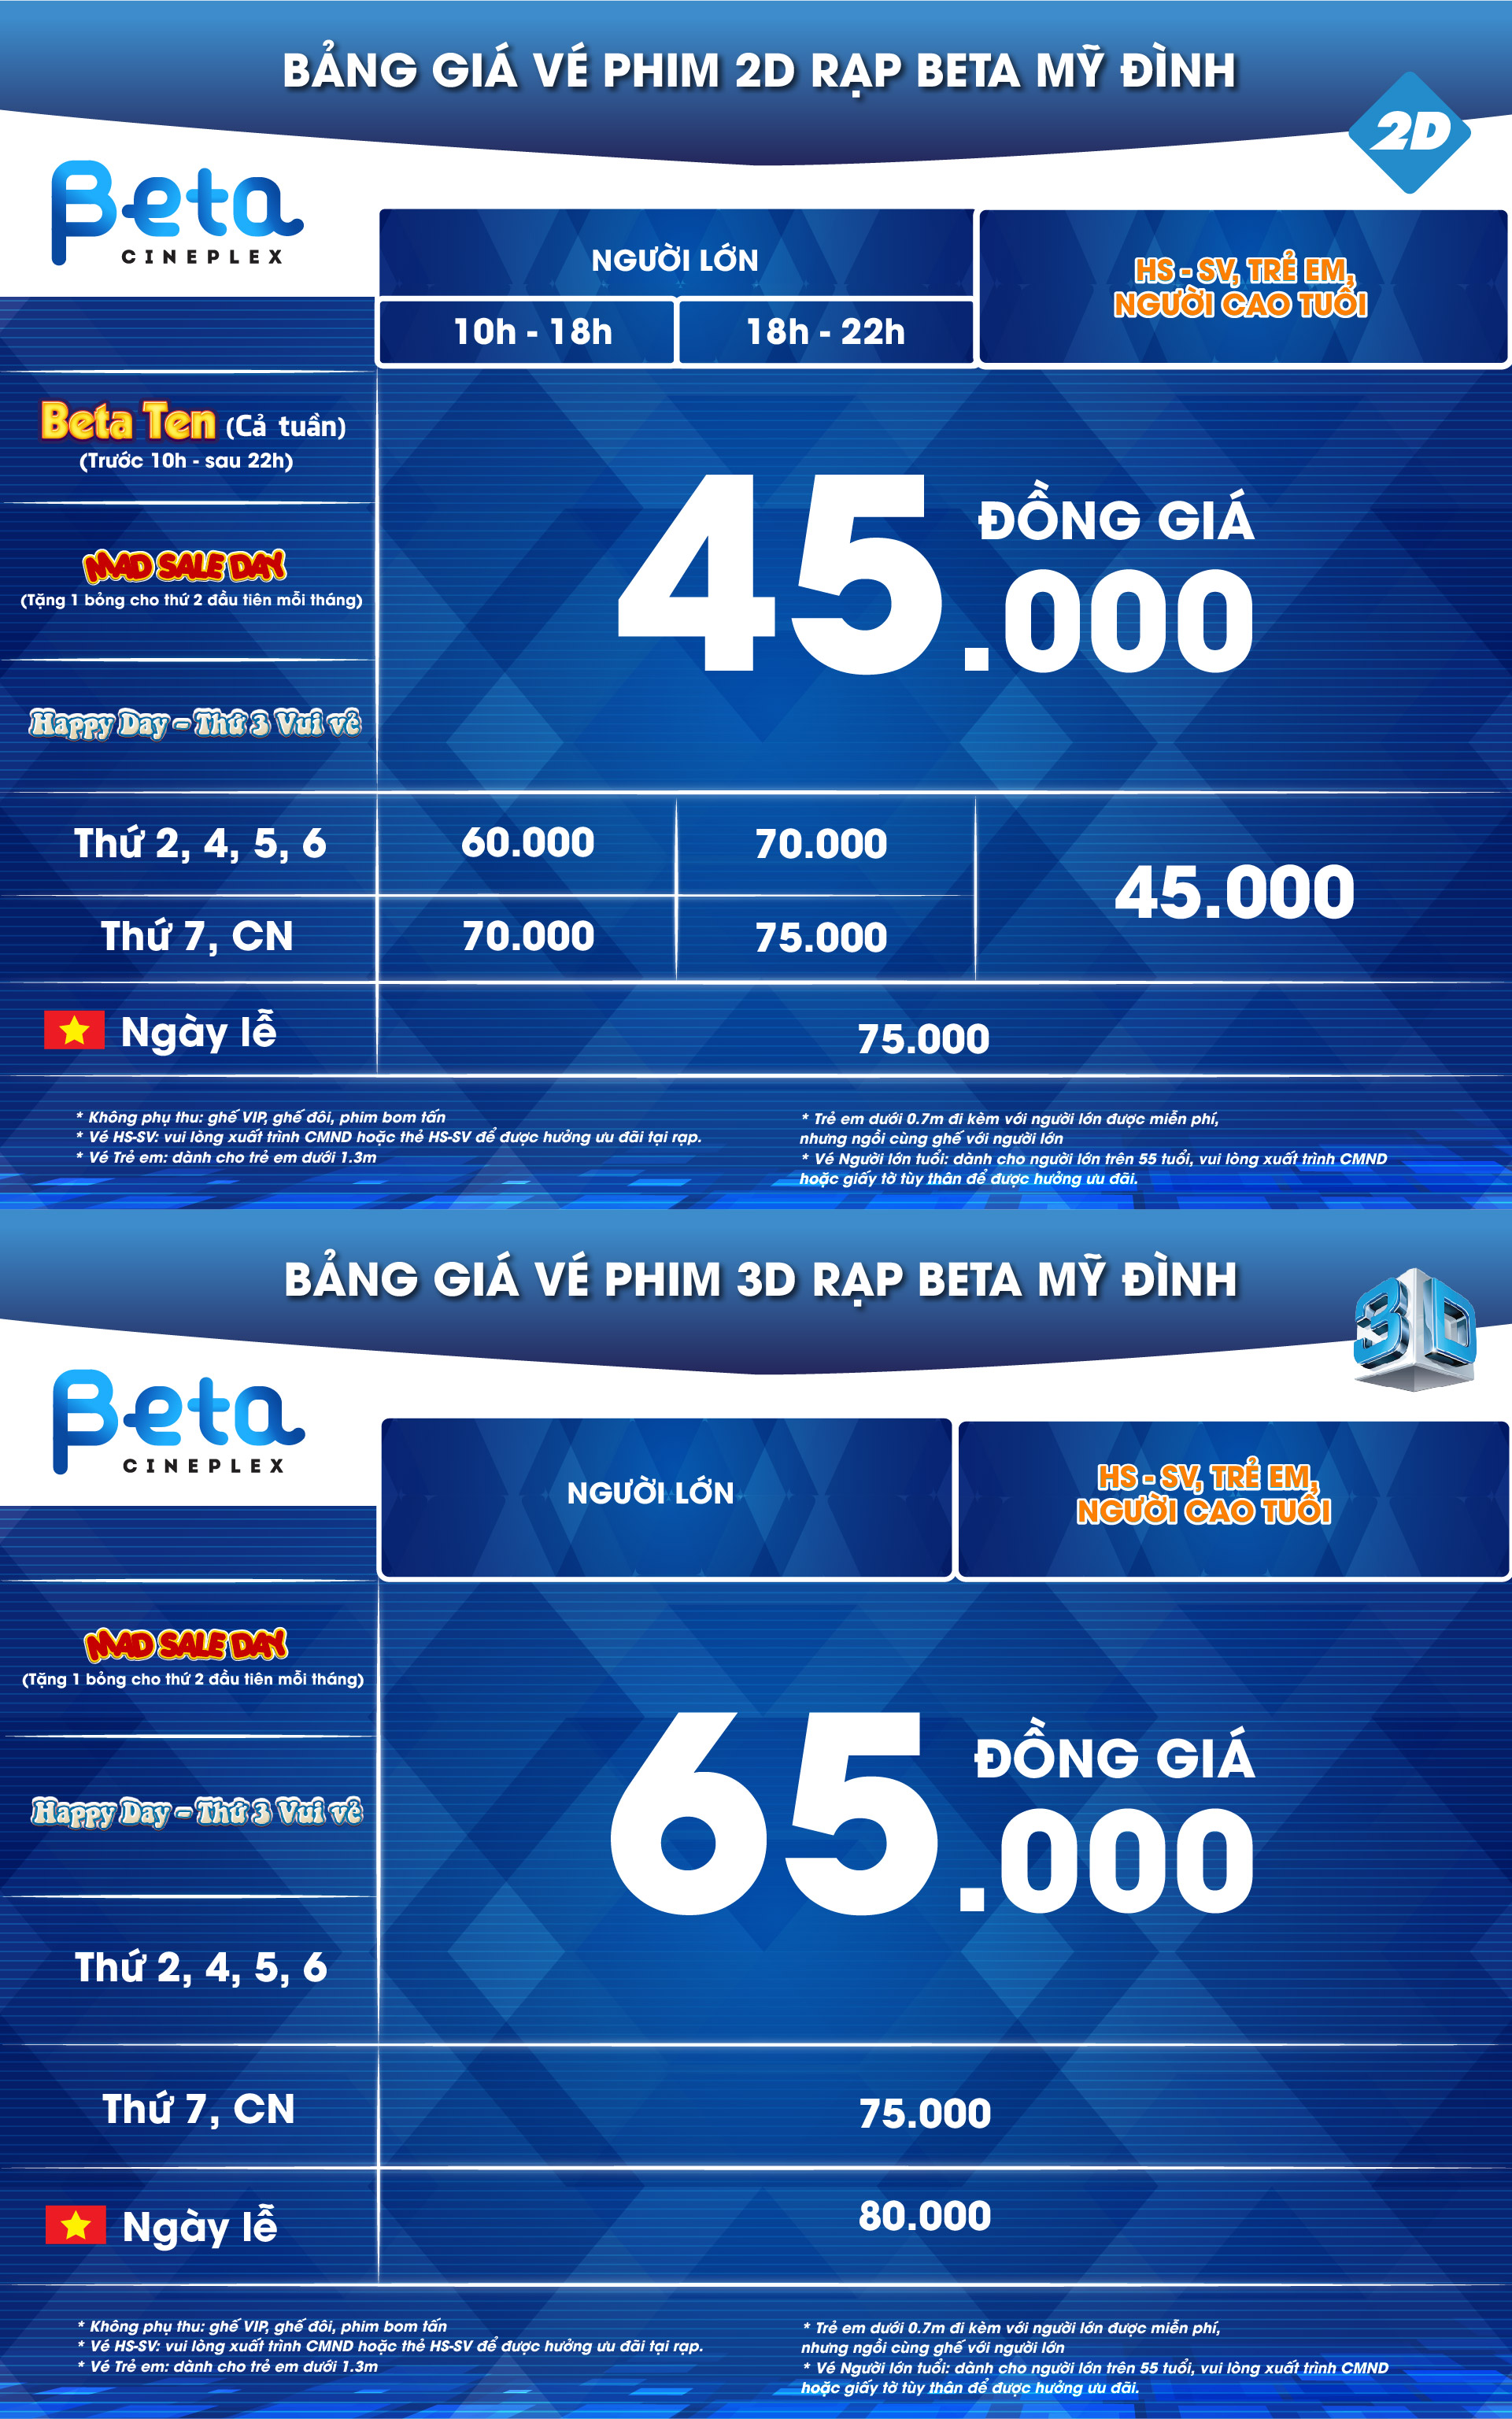 BẢNG GIÁ VÉ PHIM 2D RẠP BETA MỸ ĐÌNH
2D
Beta
CINEPLEX
NGƯỜI LỚN
HS - SV, TRẺ EM,
NGƯỜI CAO TUỔI
10h - 18h
18h - 22h
Beta Ten (Cả tuần)
(Trước 10h - sau 22h)
MAD SALE DAY
(Tặng 1 bỏng cho thứ 2 đầu tiên mỗi tháng)
Happy Day - Thứ 3 Vui vẻ
ĐỒNG GIÁ
45.000
Thứ 2, 4, 5, 6
60.000
70.000
45.000
Thứ 7, CN
70.000
75.000
Ngày lễ
75.000
* Không phụ thu: ghế VIP, ghế đôi, phim bom tấn
* Vé HS-SV: vui lòng xuất trình CMND hoặc thẻ HS-SV để được hưởng ưu đãi tại rạp.
* Vé Trẻ em: dành cho trẻ em dưới 1.3m
* Trẻ em dưới 0.7m đi kèm với người lớn được miễn phí,
nhưng ngồi cùng ghế với người lớn
* Vé Người lớn tuổi: dành cho người lớn trên 55 tuổi, vui lòng xuất trình CMND
hoặc giấy tờ tùy thân để được hưởng ưu đãi.
BẢNG GIÁ VÉ PHIM 3D RẠP BETA MỸ ĐÌNH
3D
Beta
CINEPLEX
NGƯỜI LỚN
HS - SV, TRẺ EM,
NGƯỜI CAO TUỔI
MAD SALE DAY
(Tặng 1 bỏng cho thứ 2 đầu tiên mỗi tháng)
Happy Day - Thứ 3 Vui vẻ
Thứ 2, 4, 5, 6
ĐỒNG GIÁ
65.000
Thứ 7, CN
75.000
Ngày lễ
80.000
* Không phụ thu: ghế VIP, ghế đôi, phim bom tấn
* Vé HS-SV: vui lòng xuất trình CMND hoặc thẻ HS-SV để được hưởng ưu đãi tại rạp.
* Vé Trẻ em: dành cho trẻ em dưới 1.3m
* Trẻ em dưới 0.7m đi kèm với người lớn được miễn phí,
nhưng ngồi cùng ghế với người lớn
* Vé Người lớn tuổi: dành cho người lớn trên 55 tuổi, vui lòng xuất trình CMND
hoặc giấy tờ tùy thân để được hưởng ưu đãi.